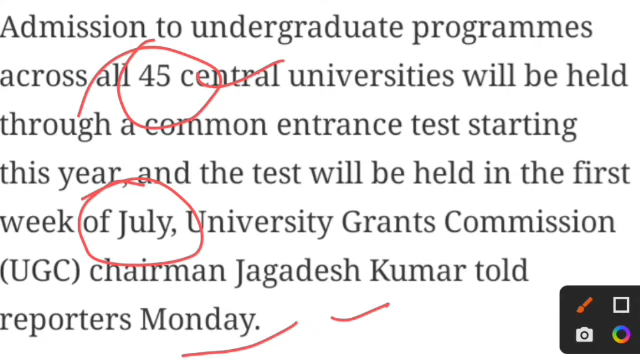 Admission to undergraduate programmes
across all 45 central universities will be held
through a common entrance test starting
this year, and the test will be held in the first
week of July, University Grants Commission
(UGC) chairman Jagadesh Kumar told
reporters Monday.